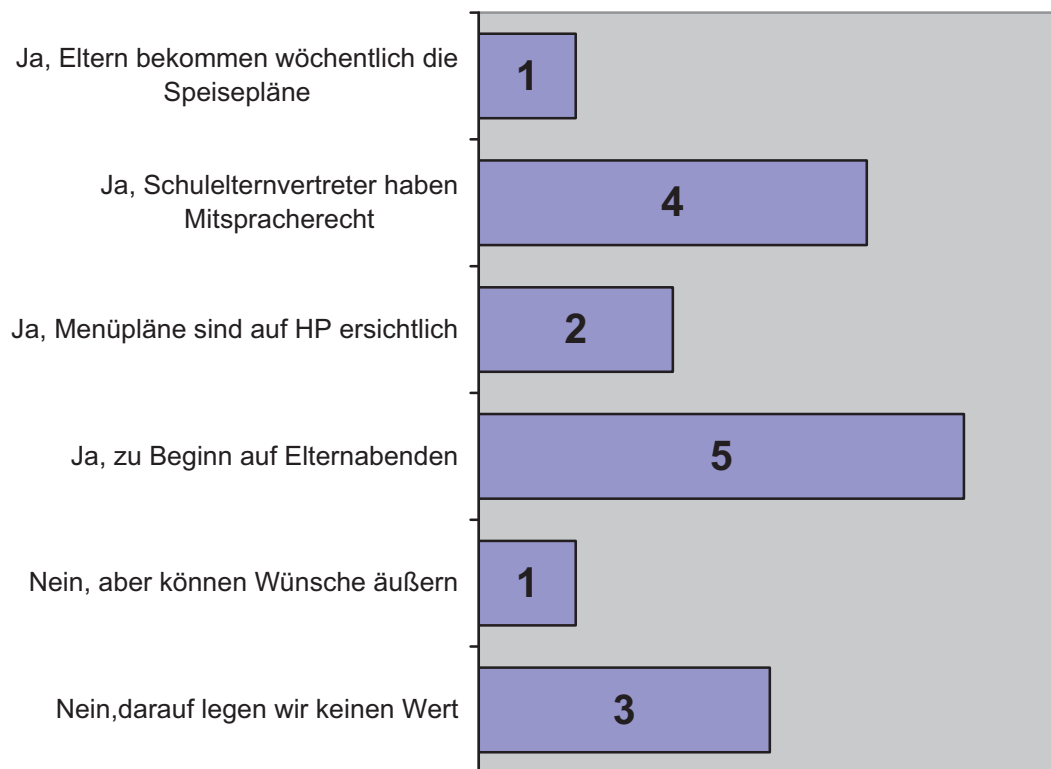 Ja, Eltern bekommen wöchentlich die
Speisepläne
1
Ja, Schulelternvertreter haben
Mitspracherecht
4
Ja, Menüpläne sind auf HP ersichtlich
2
Ja, zu Beginn auf Elternabenden
5
Nein, aber können Wünsche äußern
1
Nein,darauf legen wir keinen Wert
3